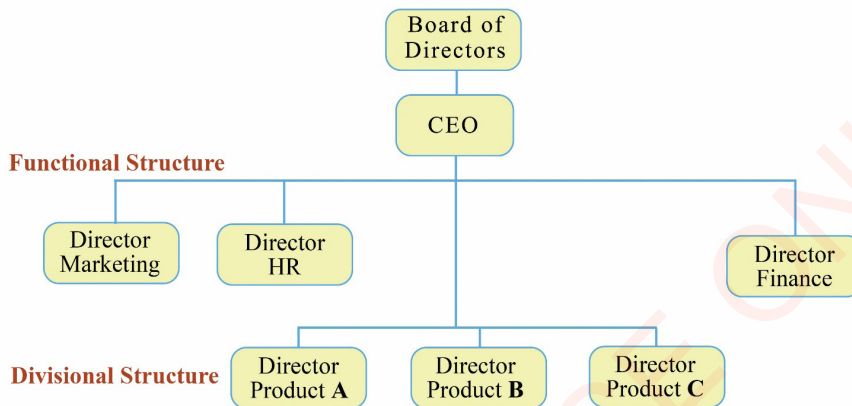 Board of
Directors
CEO
Functional Structure
Director
Marketing
Director
HR
Director
Finance
Divisional Structure
Director
Product A
Director
Product B
Director
Product C